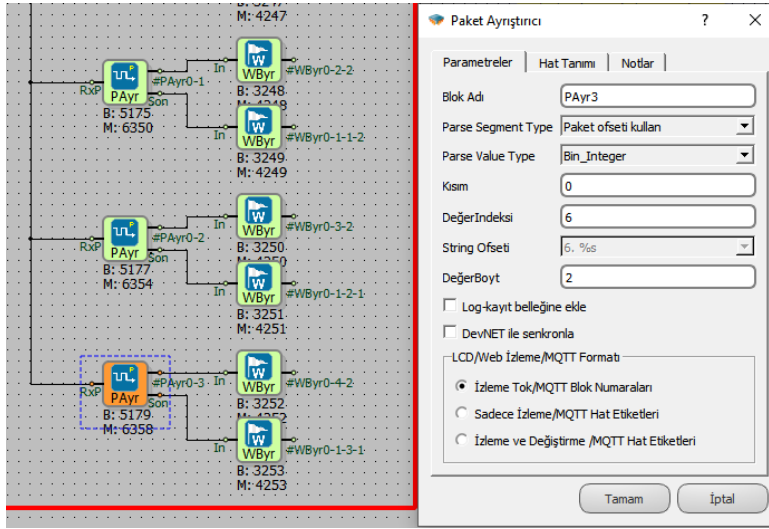 B: 3247
M: 4247
RxP
PAyr
#PAyr0-1
Son
B: 5175
M: 6350
In
WByr
#WByr0-2-2
B: 3248
M: 4248
In
WByr
#WByr0-1-1-2
B: 3249
M: 4249
RxP
PAyr
#PAyr0-2
Son
B: 5177
M: 6354
In
WByr
#WByr0-3-2
B: 3250
M: 4250
In
WByr
#WByr0-1-2-1
B: 3251
M: 4251
RxP
PAyr
#PAyr0-3
Son
B: 5179
M: 6358
In
WByr
#WByr0-4-2
B: 3252
M: 4252
In
WByr
#WByr0-1-3-1
B: 3253
M: 4253
Paket Ayrıştırıcı
Parametreler
Hat Tanımı
Notlar
Blok Adı
PAyr3
Parse Segment Type
Paket ofseti kullan
Parse Value Type
Bin_Integer
Kısım
0
DeğerIndeksi
6
String Ofseti
6. %s
DeğerBoyt
2
Log-kayıt belleğine ekle
DevNET ile senkronla
LCD/Web İzleme/MQTT Formatı
İzleme Tok/MQTT Blok Numaraları
Sadece İzleme/MQTT Hat Etiketleri
İzleme ve Değiştirme /MQTT Hat Etiketleri
Tamam
İptal